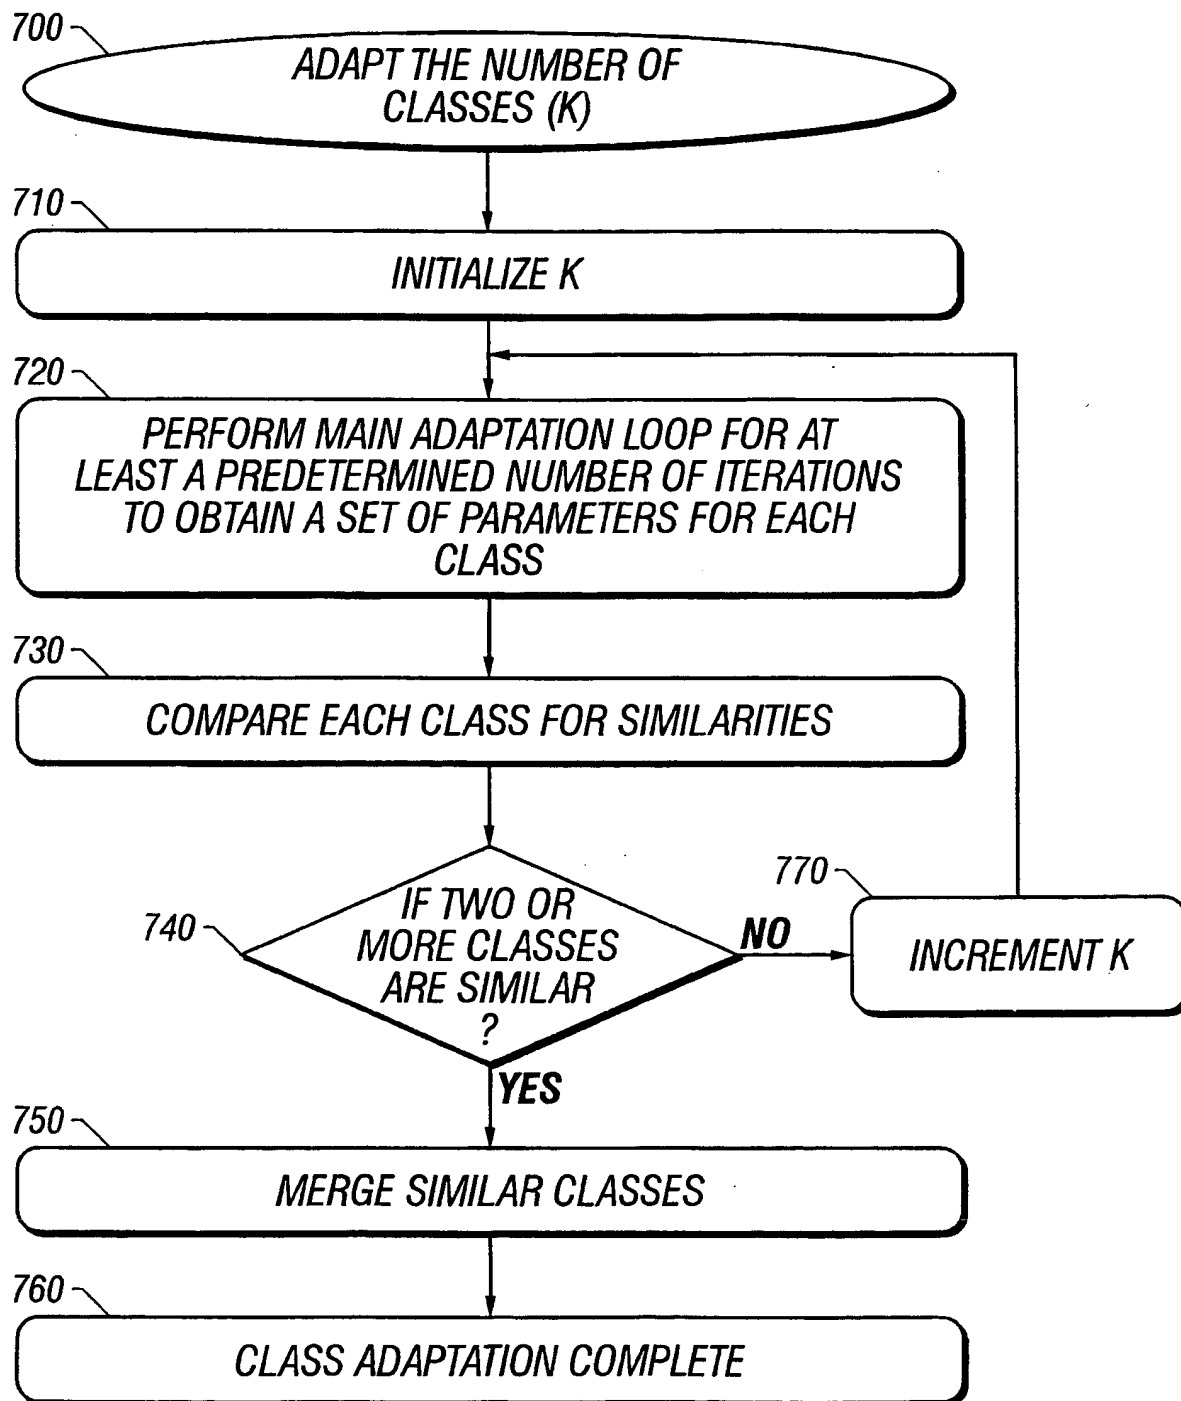 700
ADAPT THE NUMBER OF
CLASSES (K)
710
INITIALIZE K
720
PERFORM MAIN ADAPTATION LOOP FOR AT
LEAST A PREDETERMINED NUMBER OF ITERATIONS
TO OBTAIN A SET OF PARAMETERS FOR EACH
CLASS
730
COMPARE EACH CLASS FOR SIMILARITIES
740
IF TWO OR
MORE CLASSES
ARE SIMILAR
?
NO
770
INCREMENT K
YES
750
MERGE SIMILAR CLASSES
760
CLASS ADAPTATION COMPLETE